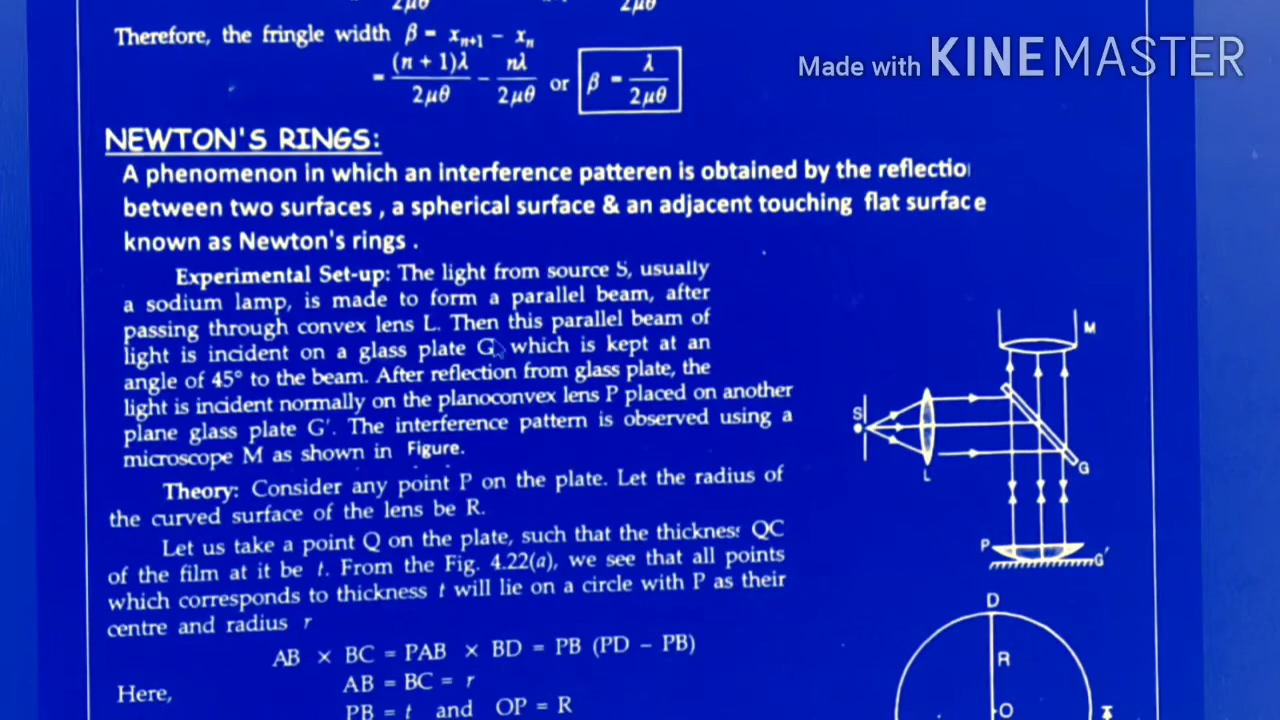 2μθ 2μθ
Therefore, the fringle width β = xₙ₊₁ − xₙ
= (n + 1)λ / 2μθ − nλ / 2μθ or β = λ / 2μθ
Made with KINEMASTER
NEWTON'S RINGS:
A phenomenon in which an interference patteren is obtained by the reflectio
between two surfaces , a spherical surface & an adjacent touching flat surface
known as Newton's rings .
Experimental Set-up: The light from source S, usually
a sodium lamp, is made to form a parallel beam, after
passing through convex lens L. Then this parallel beam of
light is incident on a glass plate G, which is kept at an
angle of 45° to the beam. After reflection from glass plate, the
light is incident normally on the planoconvex lens P placed on another
plane glass plate G'. The interference pattern is observed using a
microscope M as shown in Figure.
Theory: Consider any point P on the plate. Let the radius of
the curved surface of the lens be R.
Let us take a point Q on the plate, such that the thickness QC
of the film at it be t. From the Fig. 4.22(a), we see that all points
which corresponds to thickness t will lie on a circle with P as their
centre and radius r
AB × BC = PAB × BD = PB (PD − PB)
Here, AB = BC = r
PB = t and OP = R
M
S
L
G
P
G'
D
R
O